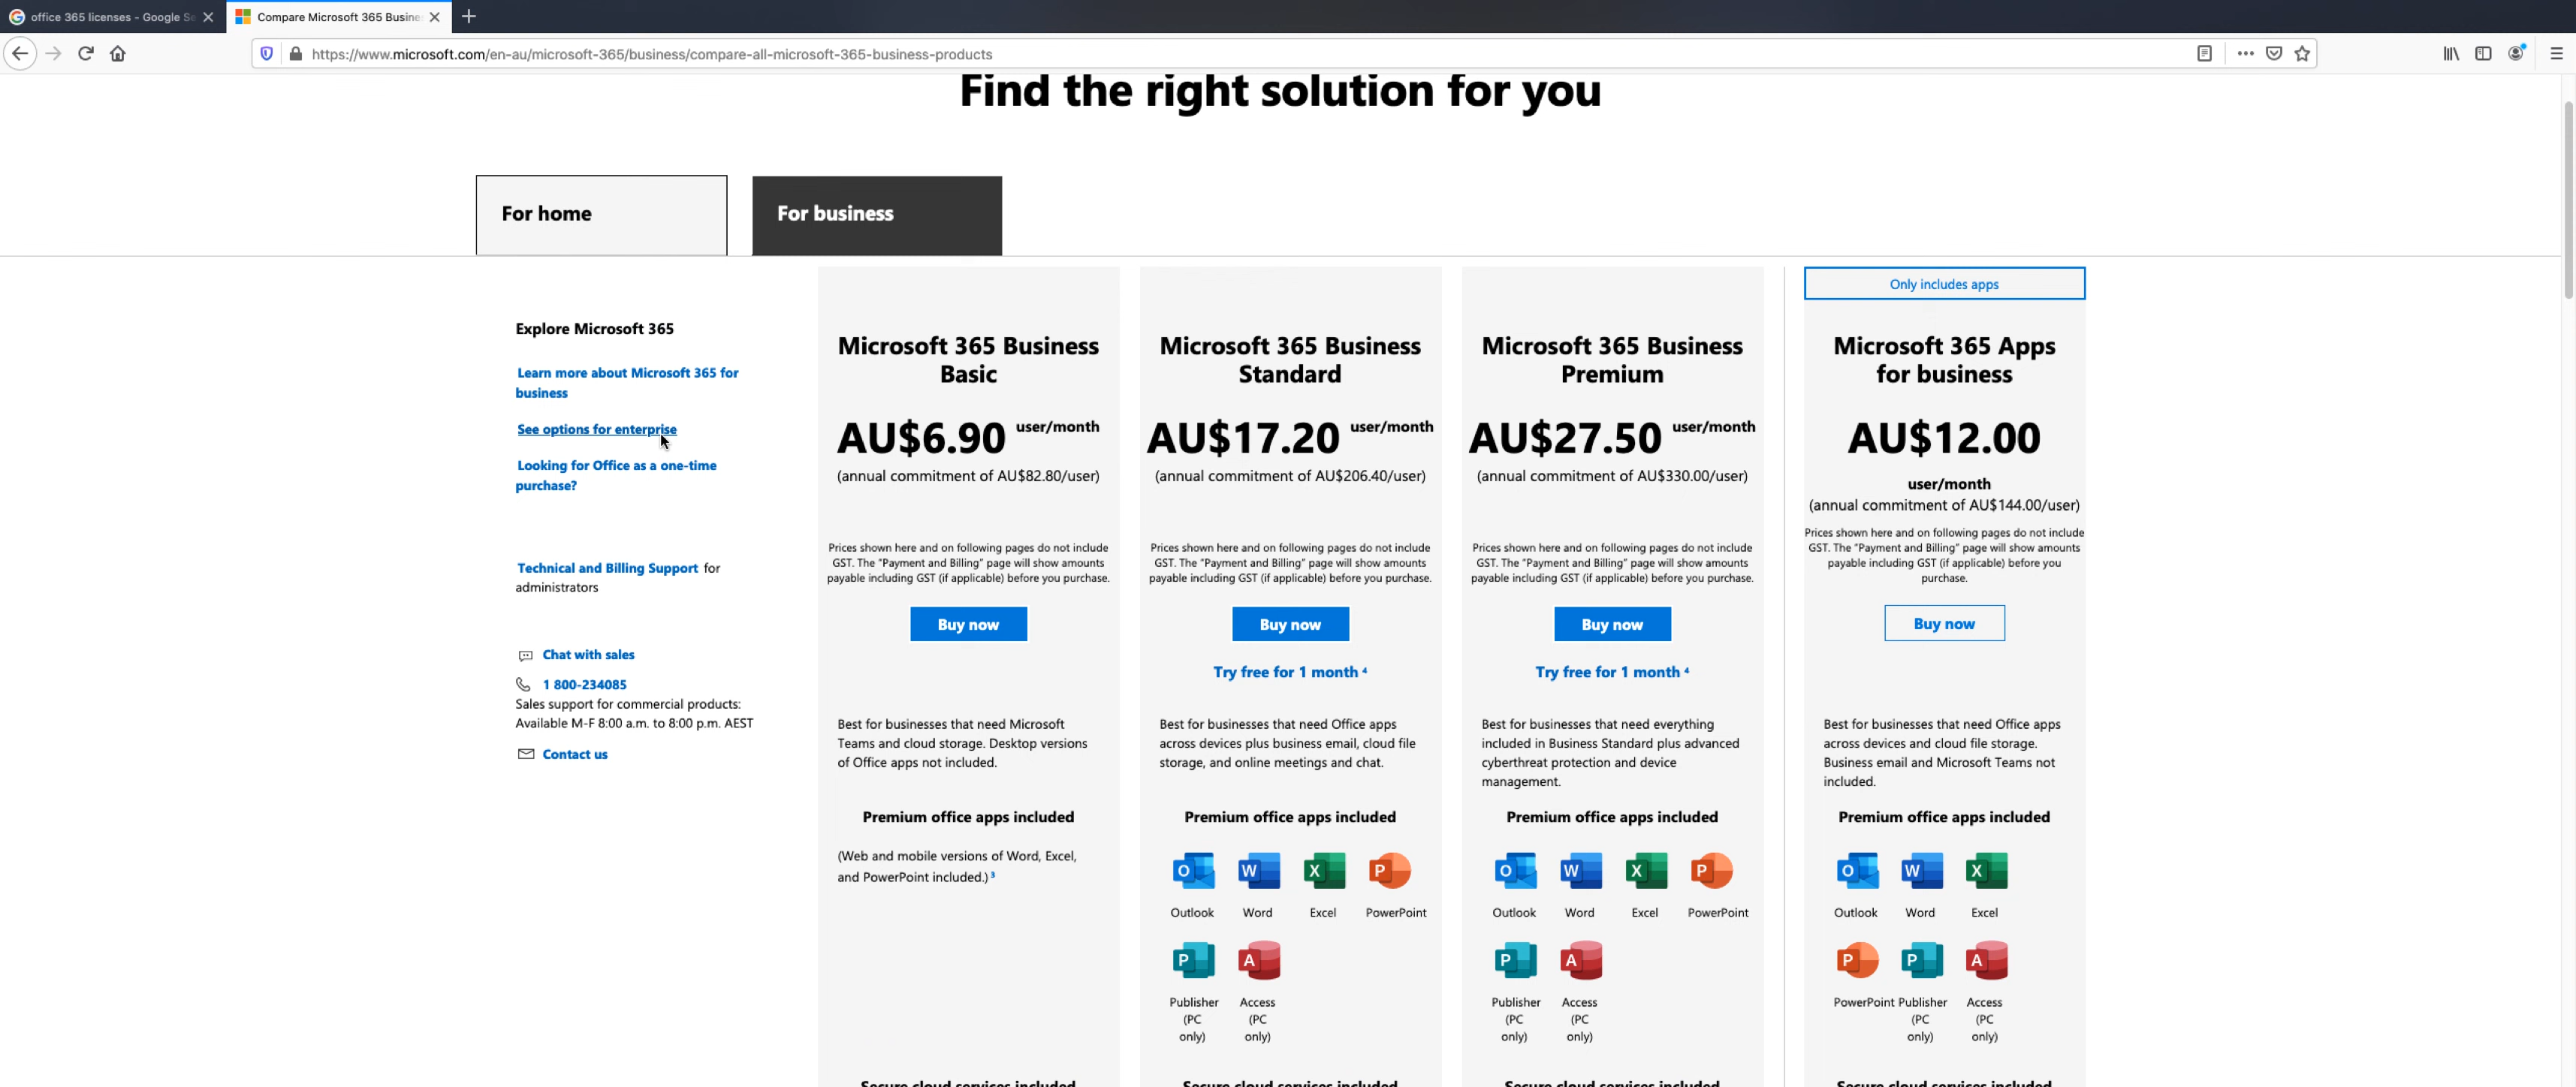 office 365 licenses - Google Se
Compare Microsoft 365 Busine
https://www.microsoft.com/en-au/microsoft-365/business/compare-all-microsoft-365-business-products
Find the right solution for you
For home
For business
Explore Microsoft 365
Learn more about Microsoft 365 for
business
See options for enterprise
Looking for Office as a one-time
purchase?
Technical and Billing Support for
administrators
Chat with sales
1 800-234085
Sales support for commercial products:
Available M-F 8:00 a.m. to 8:00 p.m. AEST
Contact us
Microsoft 365 Business
Basic
AU$6.90 user/month
(annual commitment of AU$82.80/user)
Prices shown here and on following pages do not include
GST. The "Payment and Billing" page will show amounts
payable including GST (if applicable) before you purchase.
Buy now
Best for businesses that need Microsoft
Teams and cloud storage. Desktop versions
of Office apps not included.
Premium office apps included
(Web and mobile versions of Word, Excel,
and PowerPoint included.) 3
Secure cloud services included
Microsoft 365 Business
Standard
AU$17.20 user/month
(annual commitment of AU$206.40/user)
Prices shown here and on following pages do not include
GST. The "Payment and Billing" page will show amounts
payable including GST (if applicable) before you purchase.
Buy now
Try free for 1 month 4
Best for businesses that need Office apps
across devices plus business email, cloud file
storage, and online meetings and chat.
Premium office apps included
Outlook Word Excel PowerPoint
Publisher Access
(PC (PC
only) only)
Secure cloud services included
Microsoft 365 Business
Premium
AU$27.50 user/month
(annual commitment of AU$330.00/user)
Prices shown here and on following pages do not include
GST. The "Payment and Billing" page will show amounts
payable including GST (if applicable) before you purchase.
Buy now
Try free for 1 month 4
Best for businesses that need everything
included in Business Standard plus advanced
cyberthreat protection and device
management.
Premium office apps included
Outlook Word Excel PowerPoint
Publisher Access
(PC (PC
only) only)
Secure cloud services included
Only includes apps
Microsoft 365 Apps
for business
AU$12.00
user/month
(annual commitment of AU$144.00/user)
Prices shown here and on following pages do not include
GST. The "Payment and Billing" page will show amounts
payable including GST (if applicable) before you
purchase.
Buy now
Best for businesses that need Office apps
across devices and cloud file storage.
Business email and Microsoft Teams not
included.
Premium office apps included
Outlook Word Excel
PowerPoint Publisher Access
(PC (PC
only) only)
Secure cloud services included